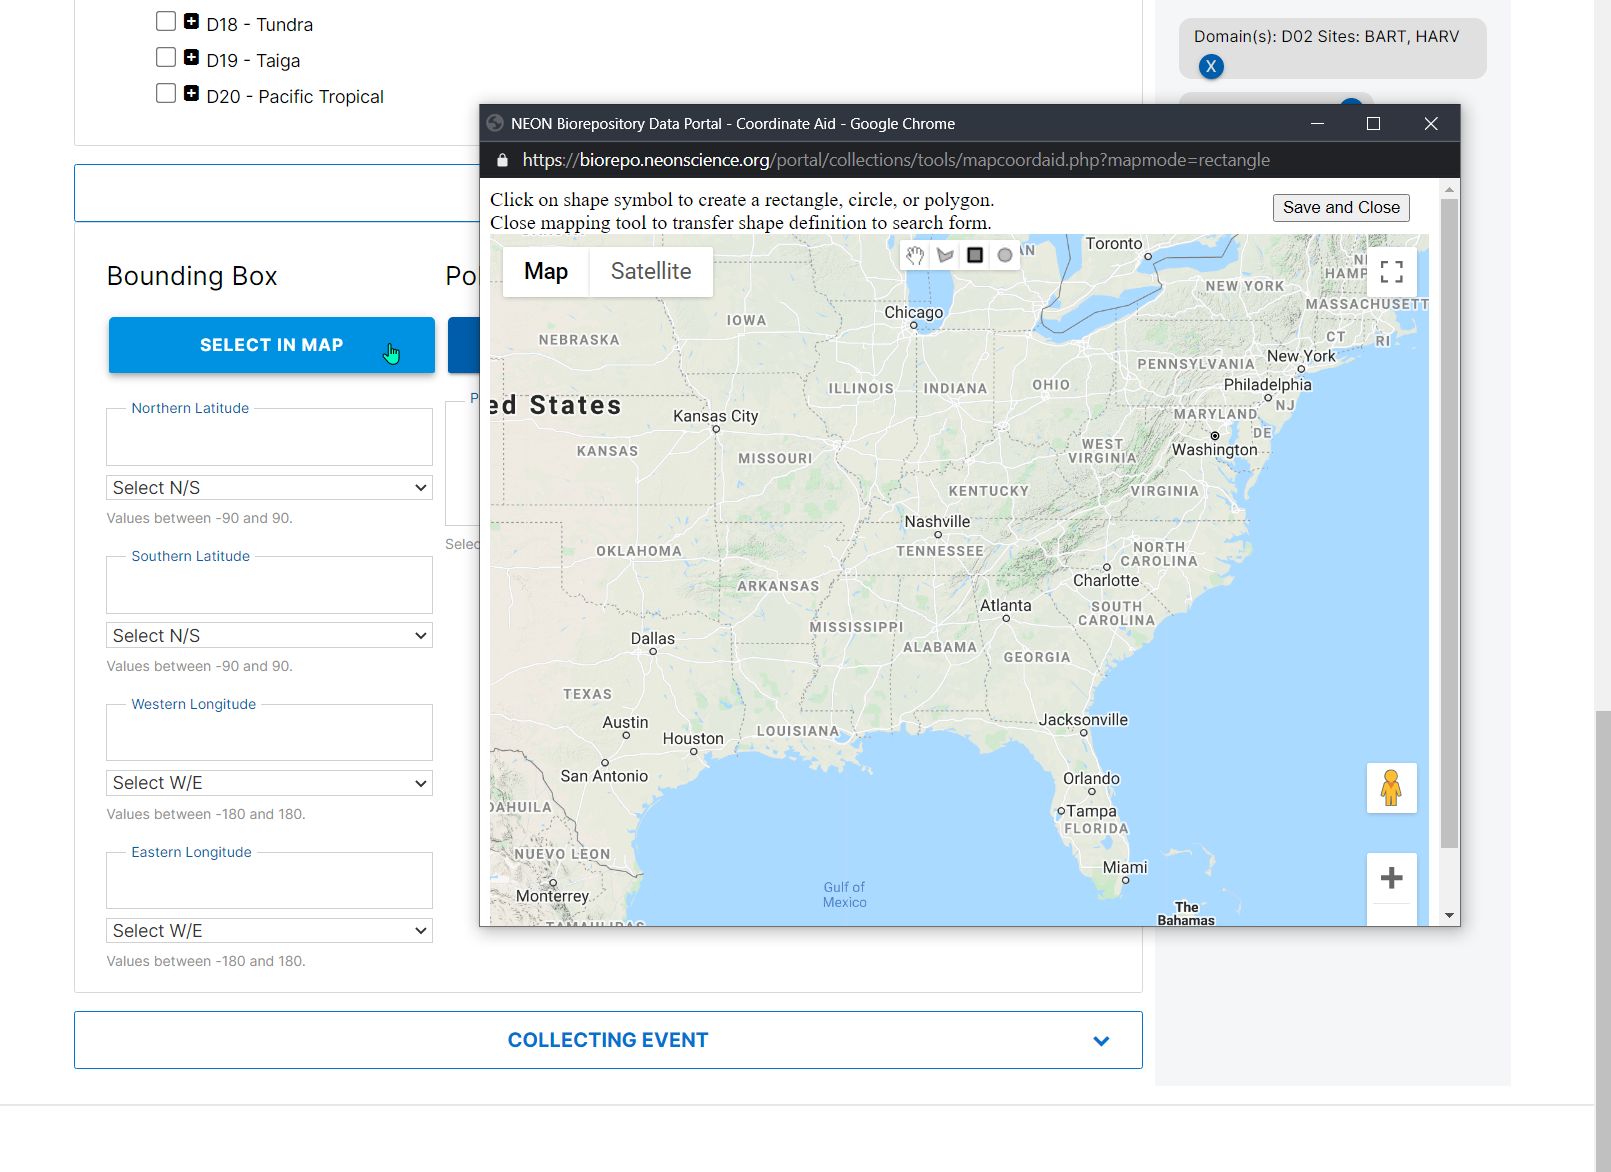 D18 - Tundra
D19 - Taiga
D20 - Pacific Tropical
Domain(s): D02 Sites: BART, HARV
X
NEON Biorepository Data Portal - Coordinate Aid - Google Chrome
https://biorepo.neonscience.org/portal/collections/tools/mapcoordaid.php?mapmode=rectangle
Click on shape symbol to create a rectangle, circle, or polygon.
Close mapping tool to transfer shape definition to search form.
Save and Close
Map
Satellite
Toronto
NEW YORK
MASSACHUSETT
Chicago
IOWA
NEBRASKA
CT
RI
PENNSYLVANIA
New York
ILLINOIS
INDIANA
OHIO
Philadelphia
ed States
Kansas City
MARYLAND
NJ
DE
KANSAS
MISSOURI
WEST
VIRGINIA
Washington
KENTUCKY
VIRGINIA
Nashville
OKLAHOMA
TENNESSEE
NORTH
CAROLINA
ARKANSAS
Charlotte
Atlanta
SOUTH
CAROLINA
MISSISSIPPI
Dallas
ALABAMA
GEORGIA
TEXAS
Austin
Houston
LOUISIANA
Jacksonville
San Antonio
Orlando
Tampa
FLORIDA
NUEVO LEON
Miami
Monterrey
Gulf of
Mexico
The
Bahamas
Bounding Box
Po
SELECT IN MAP
Northern Latitude
Select N/S
Values between -90 and 90.
Selec
Southern Latitude
Select N/S
Values between -90 and 90.
Western Longitude
Select W/E
Values between -180 and 180.
Eastern Longitude
Select W/E
Values between -180 and 180.
COLLECTING EVENT